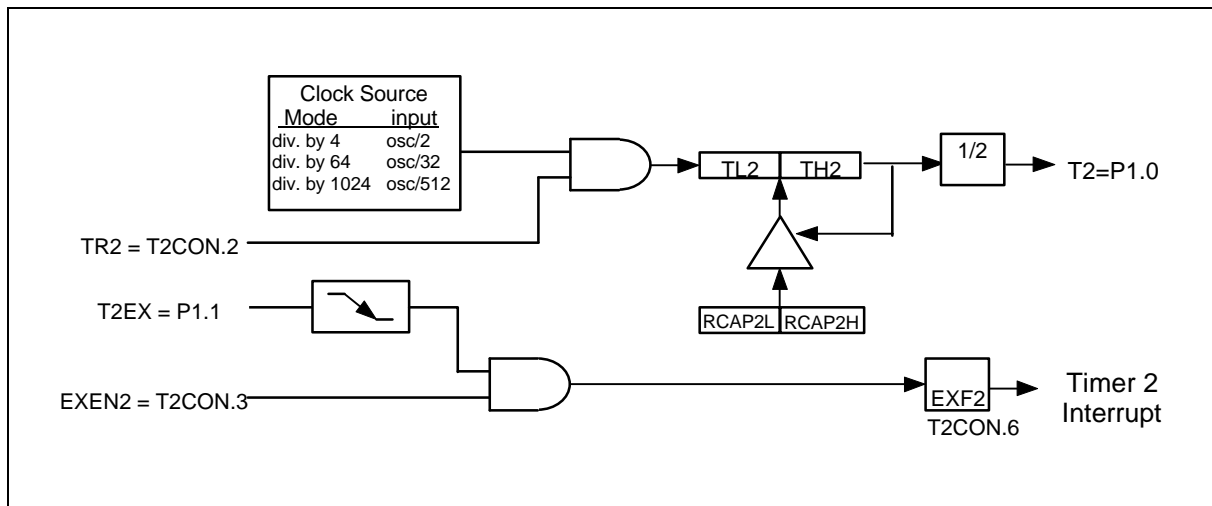 Clock Source
Mode input
div. by 4 osc/2
div. by 64 osc/32
div. by 1024 osc/512
TL2 TH2
1/2
T2=P1.0
TR2 = T2CON.2
T2EX = P1.1
RCAP2L RCAP2H
EXEN2 = T2CON.3
EXF2
T2CON.6
Timer 2
Interrupt